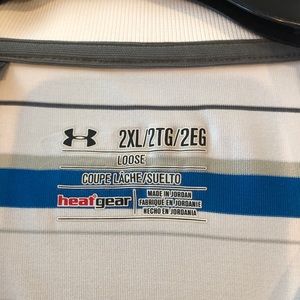 2XL/2TG/2EG
LOOSE
COUPE LÂCHE/SUELTO
heatgear
MADE IN JORDAN
FABRIQUÉ EN JORDANIE
HECHO EN JORDANIA